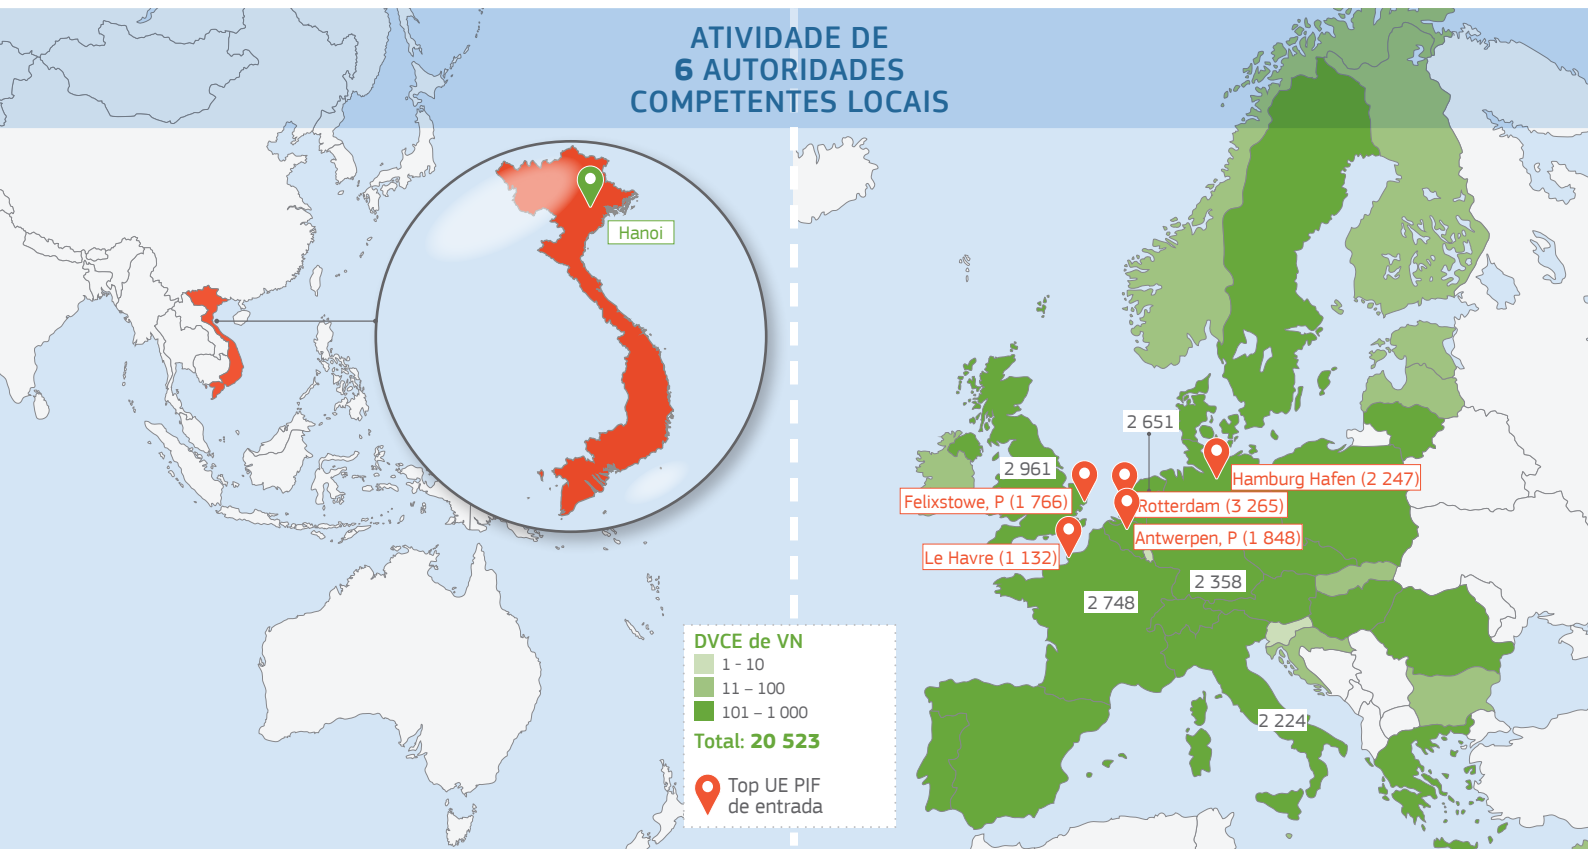 ATIVIDADE DE
6 AUTORIDADES
COMPETENTES LOCAIS
Hanoi
2 651
2 961
Hamburg Hafen (2 247)
Felixstowe, P (1 766)
Rotterdam (3 265)
Antwerpen, P (1 848)
Le Havre (1 132)
2 358
2 748
2 224
DVCE de VN
1 - 10
11 – 100
101 – 1 000
Total: 20 523
Top UE PIF
de entrada